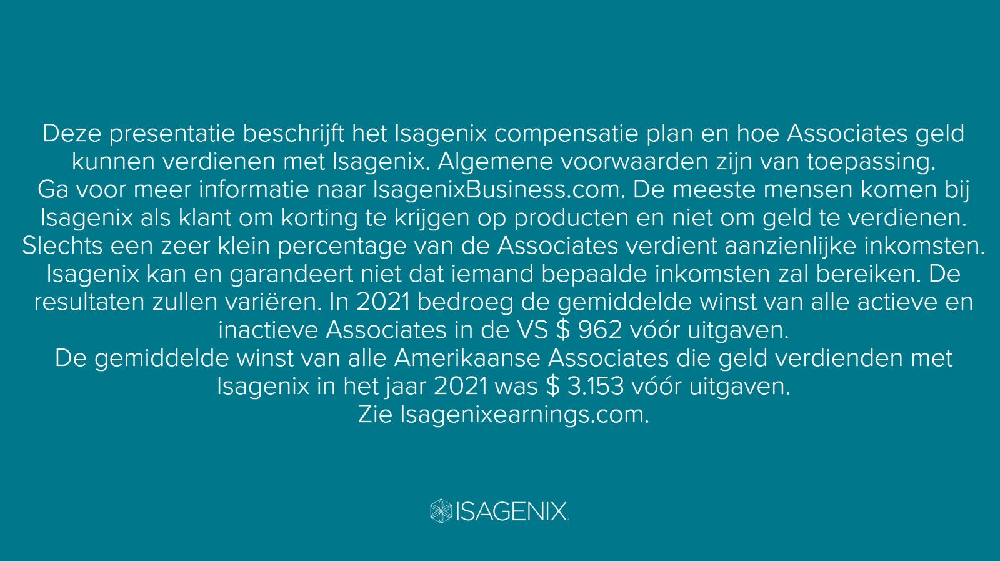 Deze presentatie beschrijft het Isagenix compensatie plan en hoe Associates geld
kunnen verdienen met Isagenix. Algemene voorwaarden zijn van toepassing.
Ga voor meer informatie naar IsagenixBusiness.com. De meeste mensen komen bij
Isagenix als klant om korting te krijgen op producten en niet om geld te verdienen.
Slechts een zeer klein percentage van de Associates verdient aanzienlijke inkomsten.
Isagenix kan en garandeert niet dat iemand bepaalde inkomsten zal bereiken. De
resultaten zullen variëren. In 2021 bedroeg de gemiddelde winst van alle actieve en
inactieve Associates in de VS $ 962 vóór uitgaven.
De gemiddelde winst van alle Amerikaanse Associates die geld verdienden met
Isagenix in het jaar 2021 was $ 3.153 vóór uitgaven.
Zie Isagenixearnings.com.
ISAGENIX